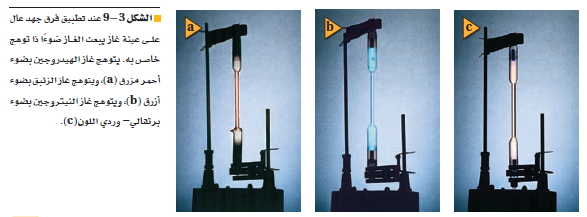 الشكل 3–9 عند تطبيق فرق جهد عالٍ
على عينة غاز يبعث الغاز ضوءًا ذا توهج
خاص به. يتوهج غاز الهيدروجين بضوء
أحمر مزرق (a)، ويتوهج غاز الزئبق بضوء
أزرق (b)، ويتوهج غاز النيتروجين بضوء
برتقالي– وردي اللون (c).
a
b
c